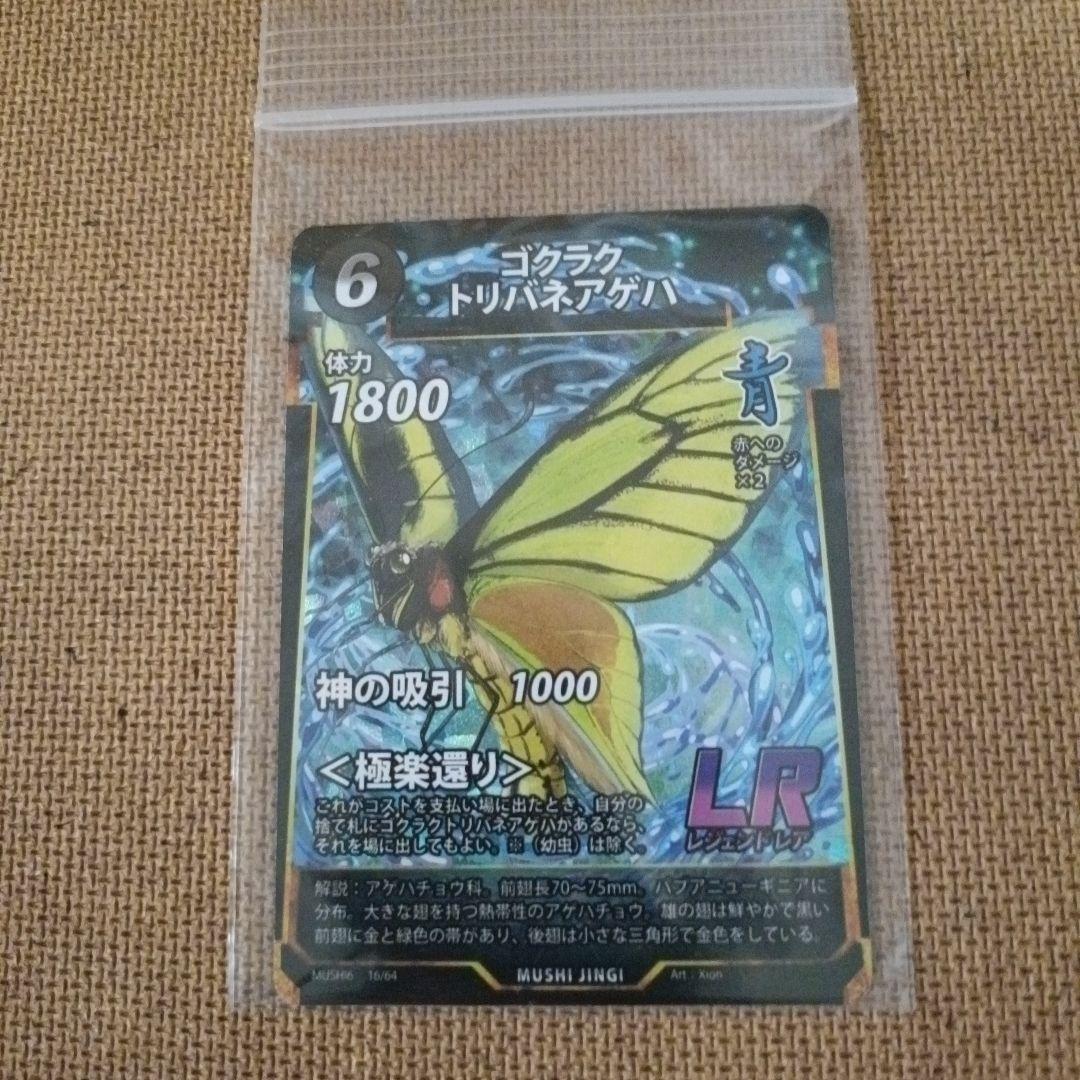 6
ゴクラク
トリバネアゲハ
体力
1800
青
赤への
ダメージ
×2
神の吸引 1000
<極楽還り>
これがコストを支払い場に出たとき、自分の
捨て札にゴクラクトリバネアゲハがあるなら、
それを場に出してもよい。※（幼虫）は除く。
LR
レジェンドレア
解説：アゲハチョウ科。前翅長70～75mm。パプアニューギニアに
分布。大きな翅を持つ熱帯性のアゲハチョウ。雄の翅は鮮やかで黒い
前翅に金と緑色の帯があり、後翅は小さな三角形で金色をしている。
MUSHI6 16/64 MUSHI JINGI Art : Xion